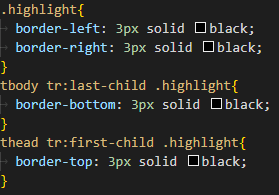 .highlight{
border-left: 3px solid black;
border-right: 3px solid black;
}
tbody tr:last-child .highlight{
border-bottom: 3px solid black;
}
thead tr:first-child .highlight{
border-top: 3px solid black;
}